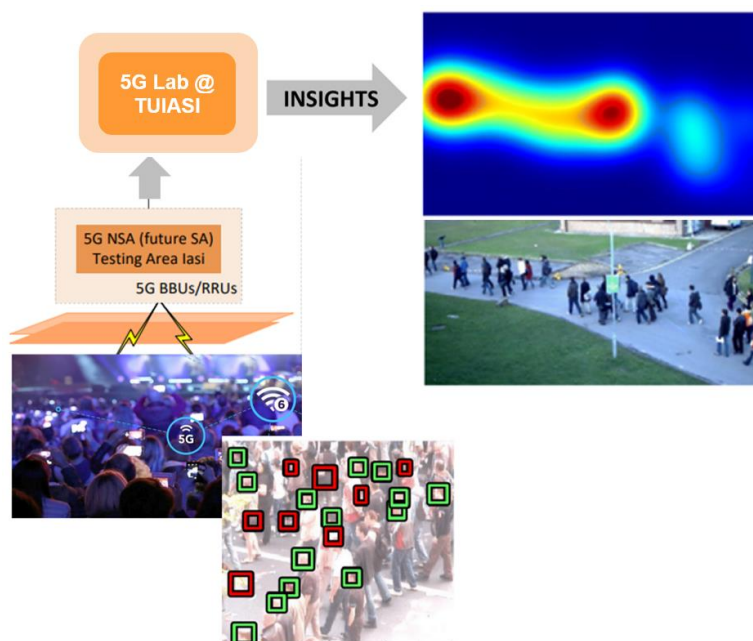 5G Lab @
TUIASI
INSIGHTS
5G NSA (future SA)
Testing Area Iasi
5G BBUs/RRUs
6
5G